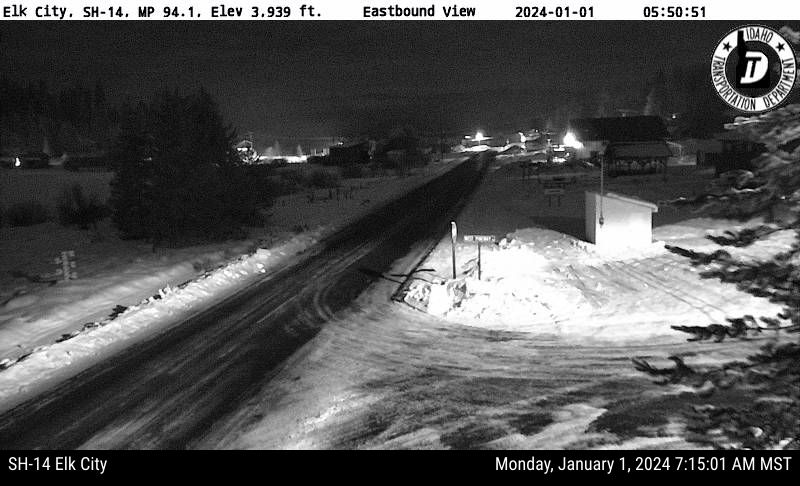 Elk City, SH-14, MP 94.1, Elev 3,939 ft. Eastbound View 2024-01-01 05:50:51
IDAHO
TRANSPORTATION DEPARTMENT
SH-14 Elk City Monday, January 1, 2024 7:15:01 AM MST